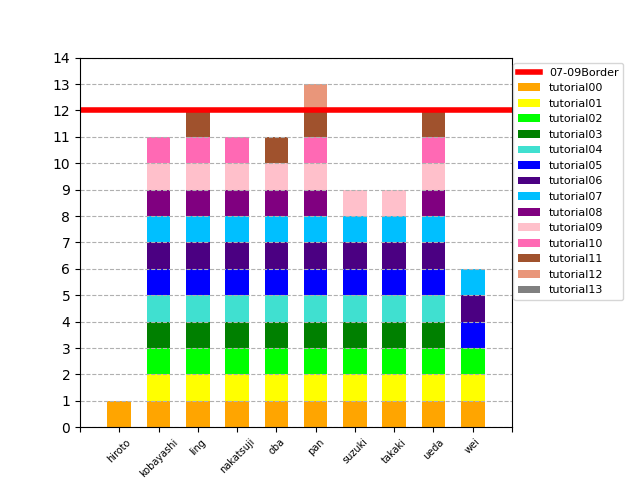 14
13
12
11
10
9
8
7
6
5
4
3
2
1
0
hiroto
kobayashi
ling
nakatsuji
oba
pan
suzuki
takaki
ueda
wei
07-09Border
tutorial00
tutorial01
tutorial02
tutorial03
tutorial04
tutorial05
tutorial06
tutorial07
tutorial08
tutorial09
tutorial10
tutorial11
tutorial12
tutorial13